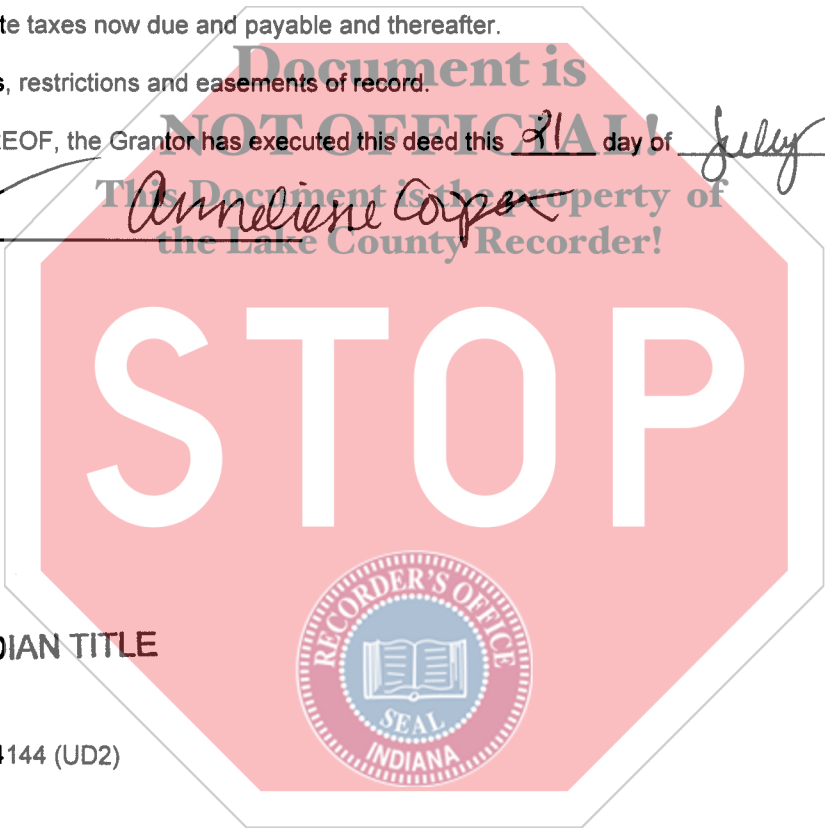 te taxes now due and payable and thereafter.
Document is
s, restrictions and easements of record.
NOT OFFICIAL!
EOF, the Grantor has executed this deed this 21 day of July
This Document is the property of
Anneliese
the Lake County Recorder!
STOP
RECORDER'S OFFICE
SEAL
INDIANA
DIAN TITLE
4144 (UD2)